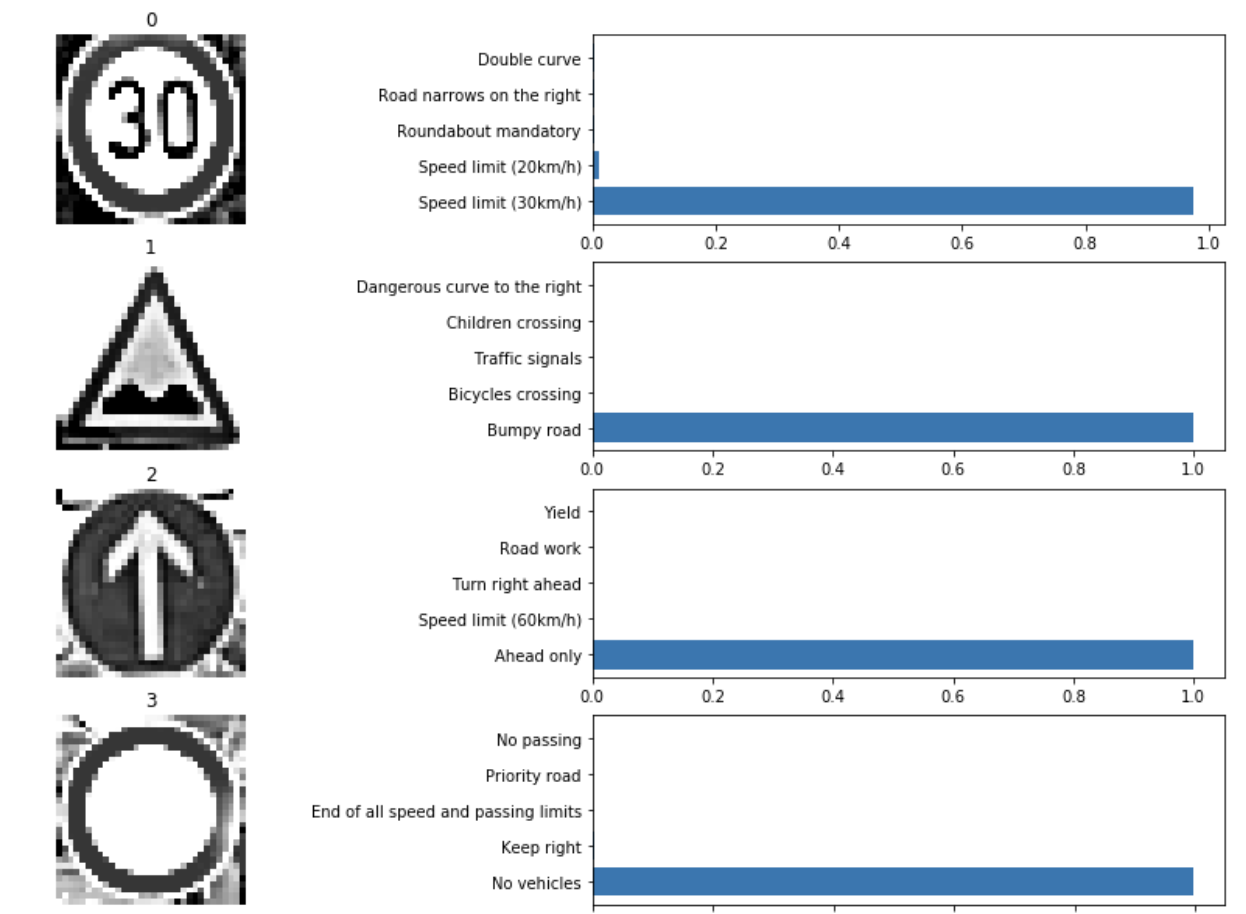 0
30
Double curve
Road narrows on the right
Roundabout mandatory
Speed limit (20km/h)
Speed limit (30km/h)
0.0 0.2 0.4 0.6 0.8 1.0
1
Dangerous curve to the right
Children crossing
Traffic signals
Bicycles crossing
Bumpy road
0.0 0.2 0.4 0.6 0.8 1.0
2
Yield
Road work
Turn right ahead
Speed limit (60km/h)
Ahead only
0.0 0.2 0.4 0.6 0.8 1.0
3
No passing
Priority road
End of all speed and passing limits
Keep right
No vehicles